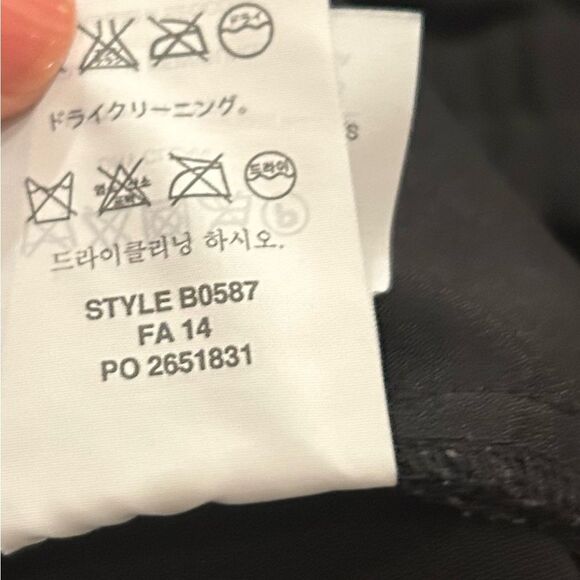 ドライ
ドライクリーニング。
드라이
드라이클리닝 하시오.
STYLE B0587
FA 14
PO 2651831
S